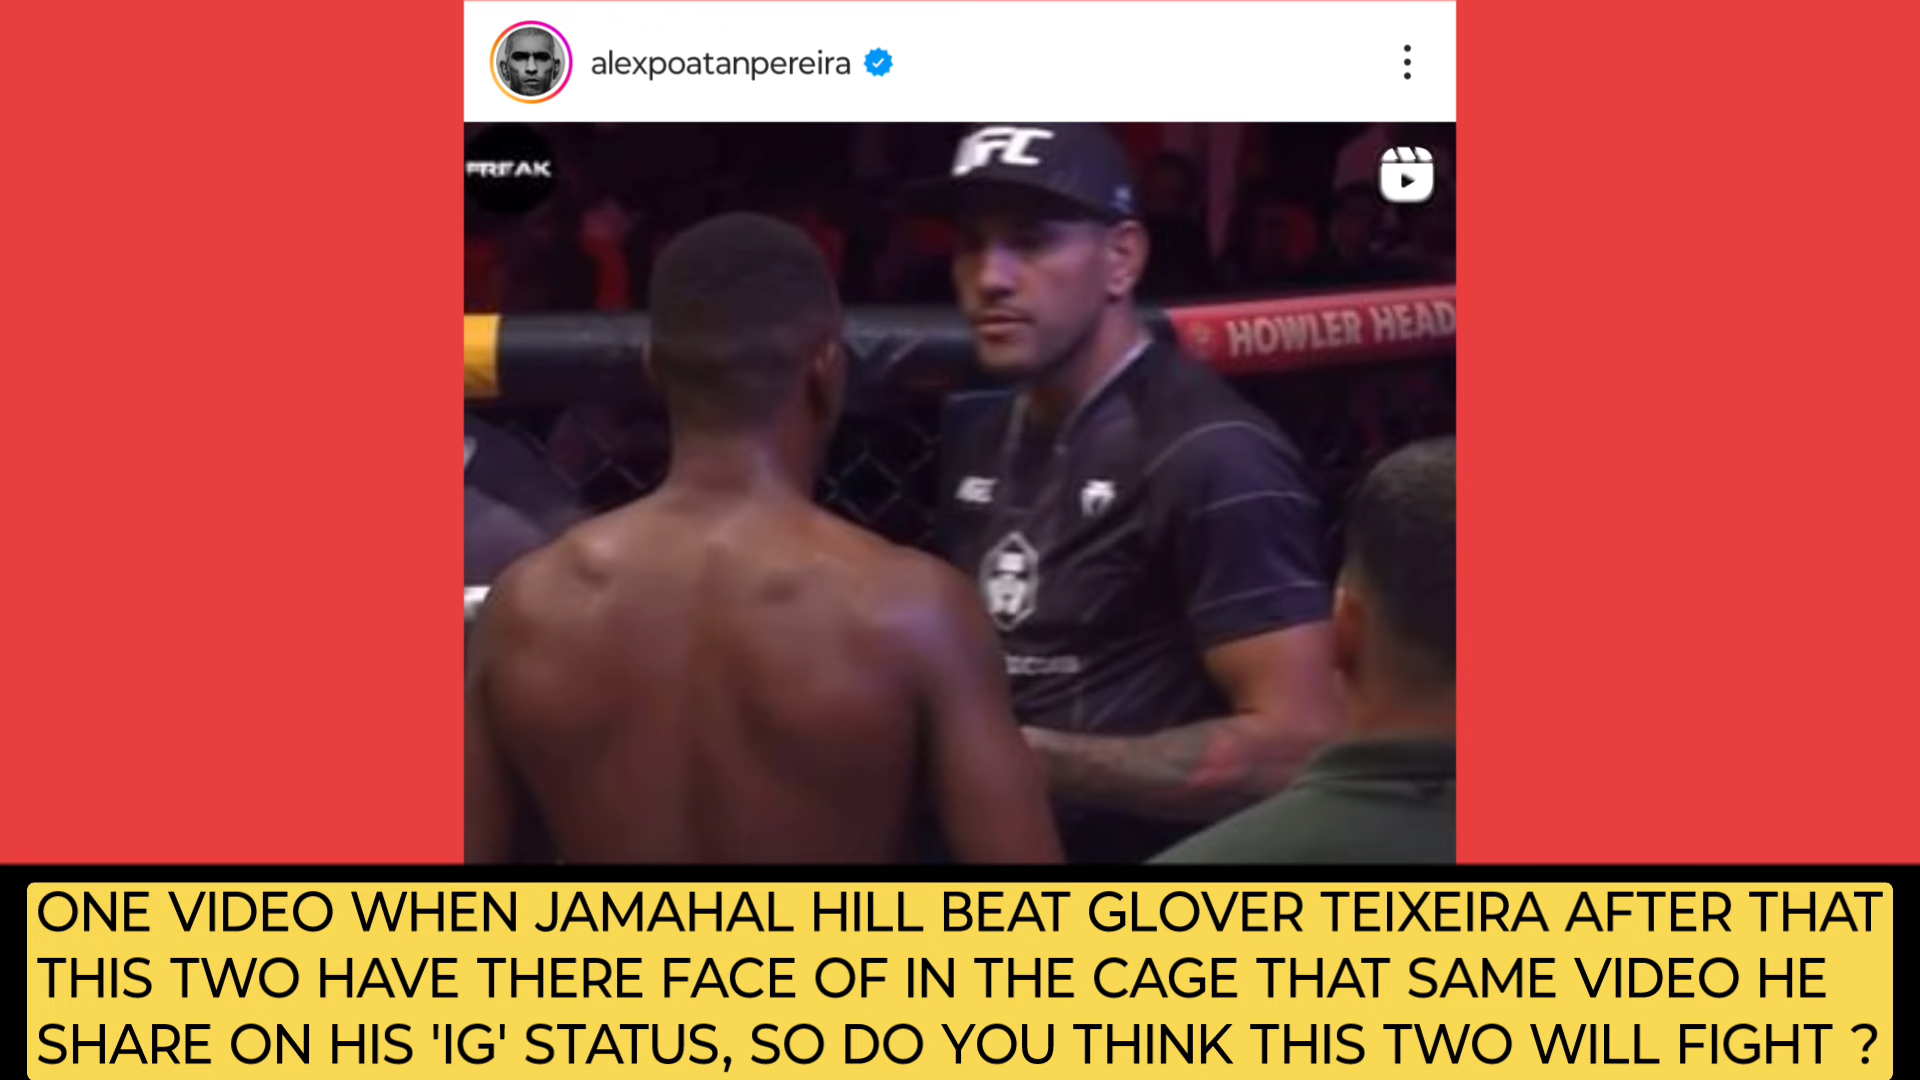 alexpoatanpereira
FREAK
UFC
HOWLER HEAD
ONE VIDEO WHEN JAMAHAL HILL BEAT GLOVER TEIXEIRA AFTER THAT
THIS TWO HAVE THERE FACE OF IN THE CAGE THAT SAME VIDEO HE
SHARE ON HIS 'IG' STATUS, SO DO YOU THINK THIS TWO WILL FIGHT ?